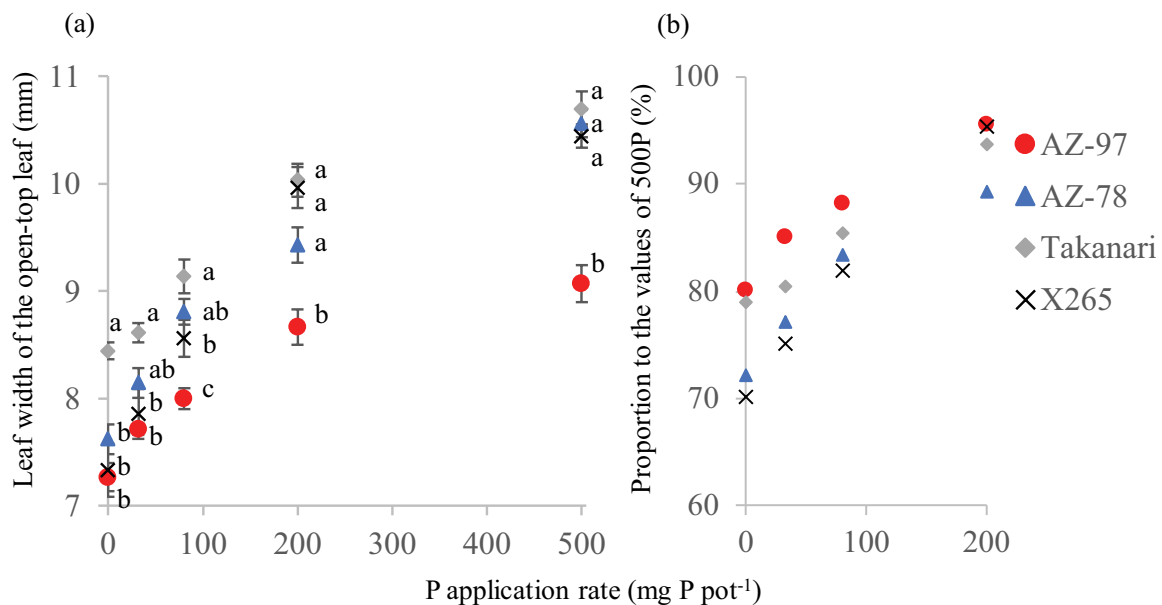 (a)
Leaf width of the open-top leaf (mm)
11
10
9
8
7
a
a
a
ab
b
a
a
b
a
ab
b
c
b
b
b
b
b
a
a
a
b
a
a
a
b
0
100
200
300
400
500
(b)
Proportion to the values of 500P (%)
100
90
80
70
60
0
100
200
AZ-97
AZ-78
Takanari
X265
P application rate (mg P pot⁻¹)